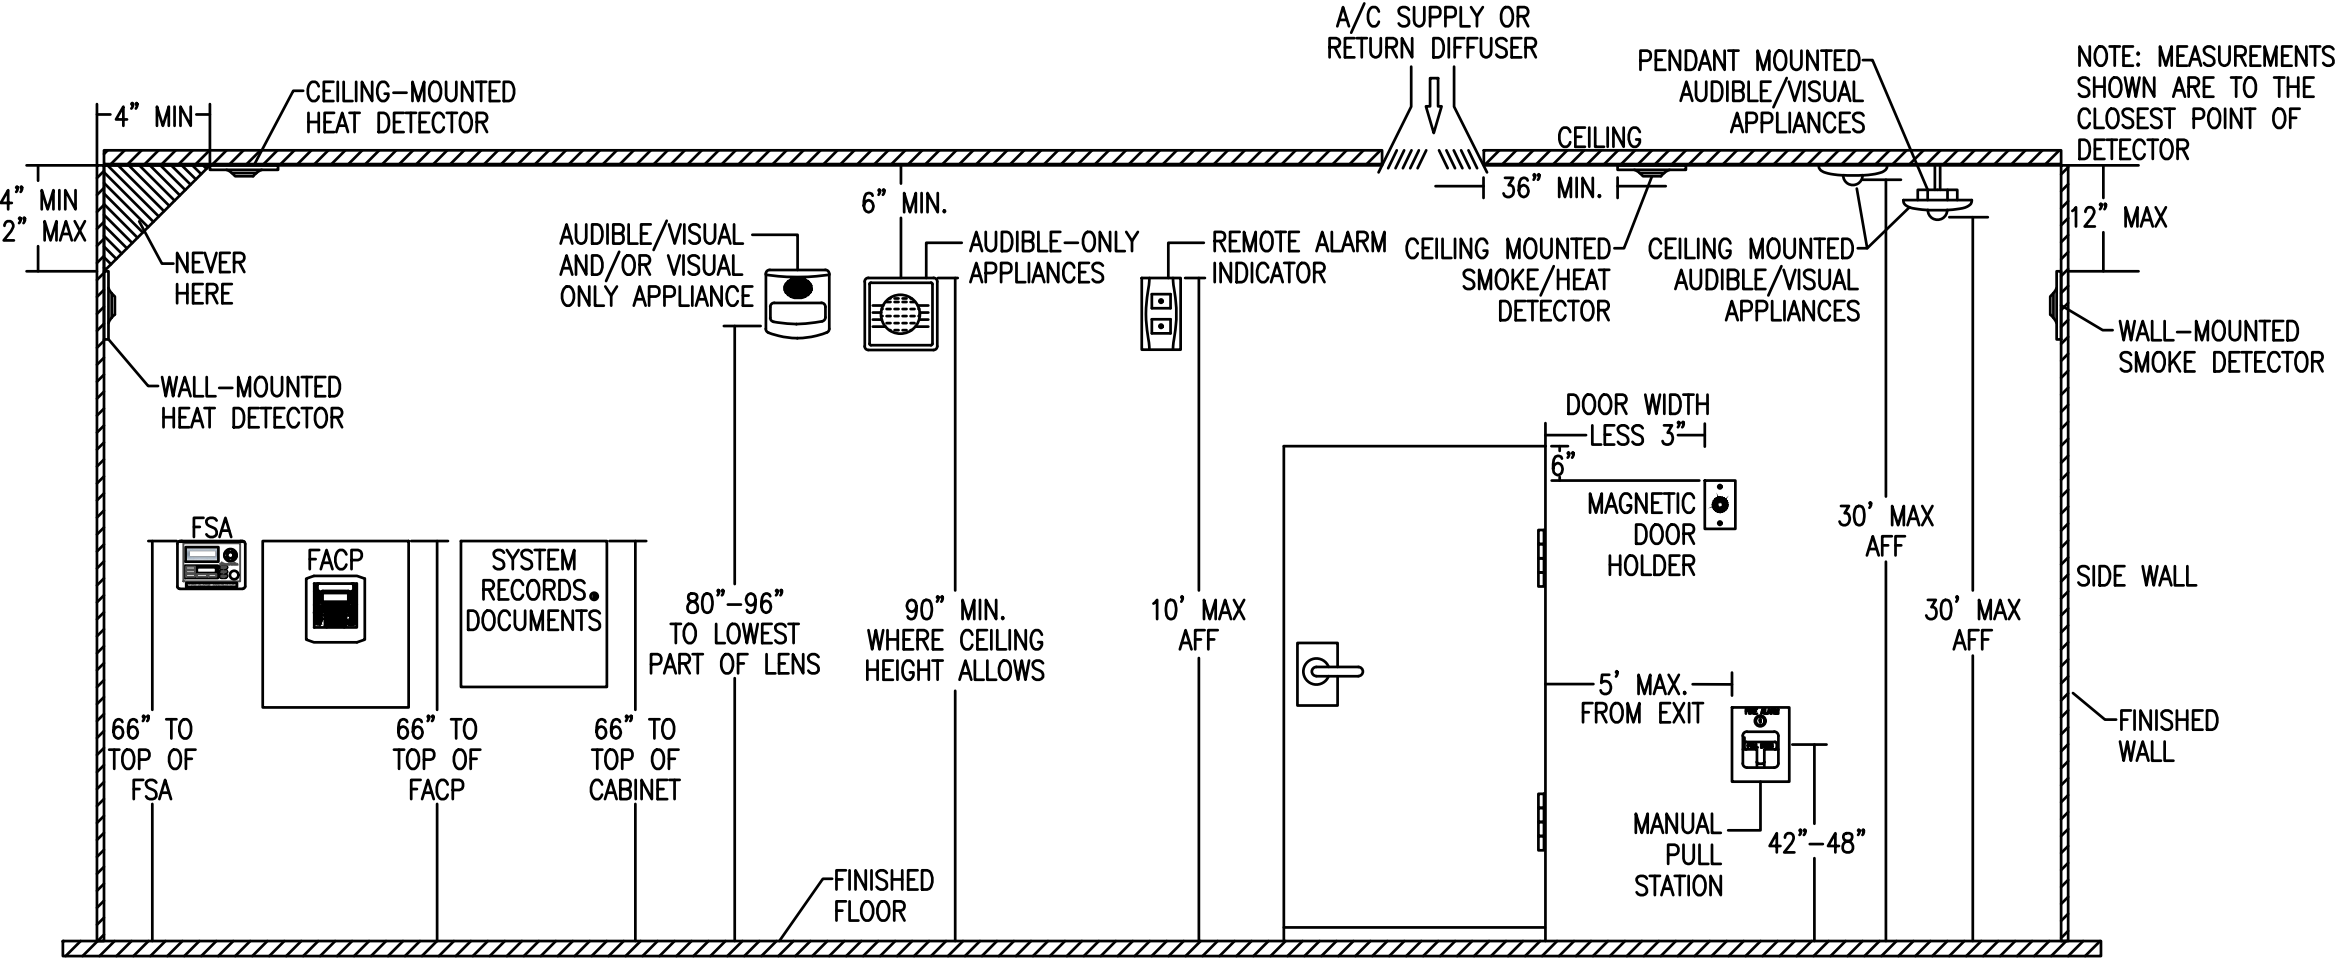 A/C SUPPLY OR
RETURN DIFFUSER
PENDANT MOUNTED
AUDIBLE/VISUAL
APPLIANCES
NOTE: MEASUREMENTS
SHOWN ARE TO THE
CLOSEST POINT OF
DETECTOR
CEILING-MOUNTED
HEAT DETECTOR
4" MIN
CEILING
4" MIN
2" MAX
NEVER
HERE
6" MIN.
36" MIN.
12" MAX
AUDIBLE/VISUAL
AND/OR VISUAL
ONLY APPLIANCE
AUDIBLE-ONLY
APPLIANCES
REMOTE ALARM
INDICATOR
CEILING MOUNTED
SMOKE/HEAT
DETECTOR
CEILING MOUNTED
AUDIBLE/VISUAL
APPLIANCES
WALL-MOUNTED
SMOKE DETECTOR
WALL-MOUNTED
HEAT DETECTOR
DOOR WIDTH
LESS 3"
6"
MAGNETIC
DOOR
HOLDER
FSA
FACP
SYSTEM
RECORDS
DOCUMENTS
80"-96"
TO LOWEST
PART OF LENS
90" MIN.
WHERE CEILING
HEIGHT ALLOWS
10' MAX
AFF
30' MAX
AFF
30' MAX
AFF
SIDE WALL
66" TO
TOP OF
FSA
66" TO
TOP OF
FACP
66" TO
TOP OF
CABINET
5' MAX.
FROM EXIT
FINISHED
WALL
MANUAL
PULL
STATION
42"-48"
FINISHED
FLOOR